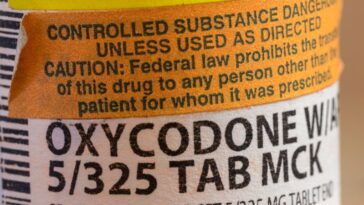 CONTROLLED SUBSTANCE DANGEROUS
UNLESS USED AS DIRECTED
CAUTION: Federal law prohibits the
of this drug to any person other than
patient for whom it was prescribed.
OXYCODONE
5/325 TAB MCK
TABLET